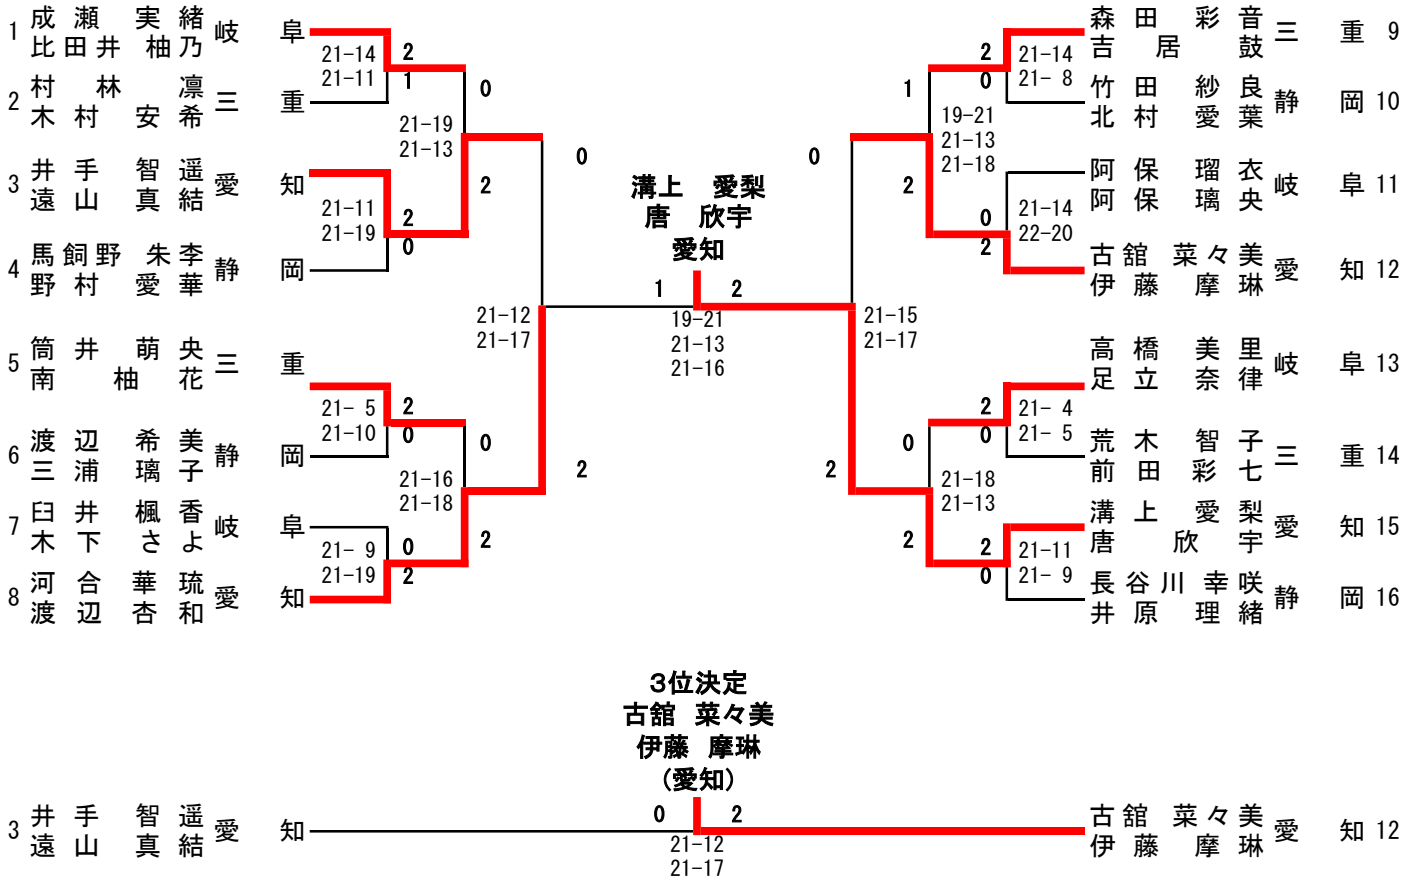 1 成瀬 実緒
比田井 柚乃 岐阜
2 村林 凛
木村 安希 三重
3 井手 智遥
遠山 真結 愛知
4 馬飼野 朱李
野村 愛華 静岡
5 筒井 萌央
南 柚花 三重
6 渡辺 希美
三浦 璃子 静岡
7 臼井 楓香
木下 さよ 岐阜
8 河合 華琉
渡辺 杏和 愛知
21-14
21-11
2
1
21-11
21-19
2
0
21- 5
21-10
2
0
21- 9
21-19
0
2
0
21-19
21-13
2
0
21-16
21-18
2
0
21-12
21-17
2
溝上 愛梨
唐 欣宇
愛知
1 2
19-21
21-13
21-16
0
21-15
21-17
2
1
19-21
21-13
21-18
2
0
21-18
21-13
2
2
0
21-14
21- 8
0
2
21-14
22-20
2
0
21- 4
21- 5
2
0
21-11
21- 9
森田 彩音
吉居 鼓 三重 9
竹田 紗良
北村 愛葉 静岡 10
阿保 瑠衣
阿保 璃央 岐阜 11
古舘 菜々美
伊藤 摩琳 愛知 12
高橋 美里
足立 奈律 岐阜 13
荒木 智子
前田 彩七 三重 14
溝上 愛梨
唐 欣宇 愛知 15
長谷川 幸咲
井原 理緒 静岡 16
3位決定
古舘 菜々美
伊藤 摩琳
(愛知)
3 井手 智遥
遠山 真結 愛知
0 2
21-12
21-17
古舘 菜々美
伊藤 摩琳 愛知 12